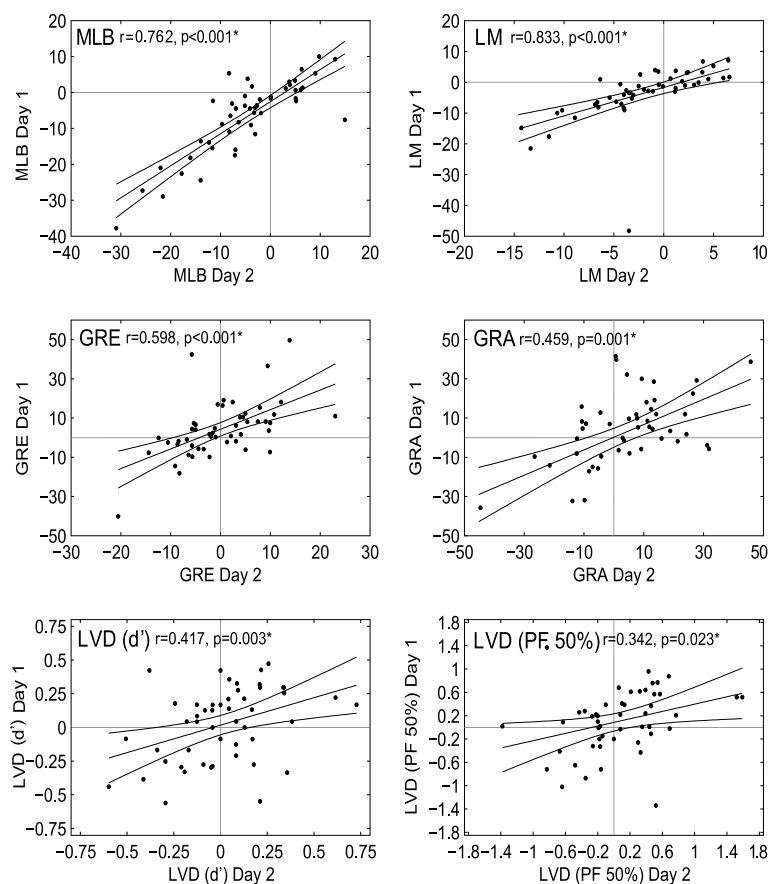 MLB r=0.762, p<0.001*
20
10
0
−10
−20
−30
−40
MLB Day 1
−40 −30 −20 −10 0 10 20
MLB Day 2
LM r=0.833, p<0.001*
20
10
0
−10
−20
−30
−40
−50
LM Day 1
−20 −15 −10 −5 0 5 10
LM Day 2
GRE r=0.598, p<0.001*
50
30
10
−10
−30
−50
GRE Day 1
−30 −20 −10 0 10 20 30
GRE Day 2
GRA r=0.459, p=0.001*
50
30
10
−10
−30
−50
GRA Day 1
−50 −30 −10 10 30 50
GRA Day 2
LVD (d’) r=0.417, p=0.003*
0.75
0.5
0.25
0
−0.25
−0.5
−0.75
LVD (d’) Day 1
−0.75 −0.5 −0.25 0 0.25 0.5 0.75
LVD (d’) Day 2
LVD (PF 50%) r=0.342, p=0.023*
1.8
1.4
1
0.6
0.2
−0.2
−0.6
−1
−1.4
−1.8
LVD (PF 50%) Day 1
−1.8 −1.4 −1 −0.6 −0.2 0.2 0.6 1 1.4 1.8
LVD (PF 50%) Day 2